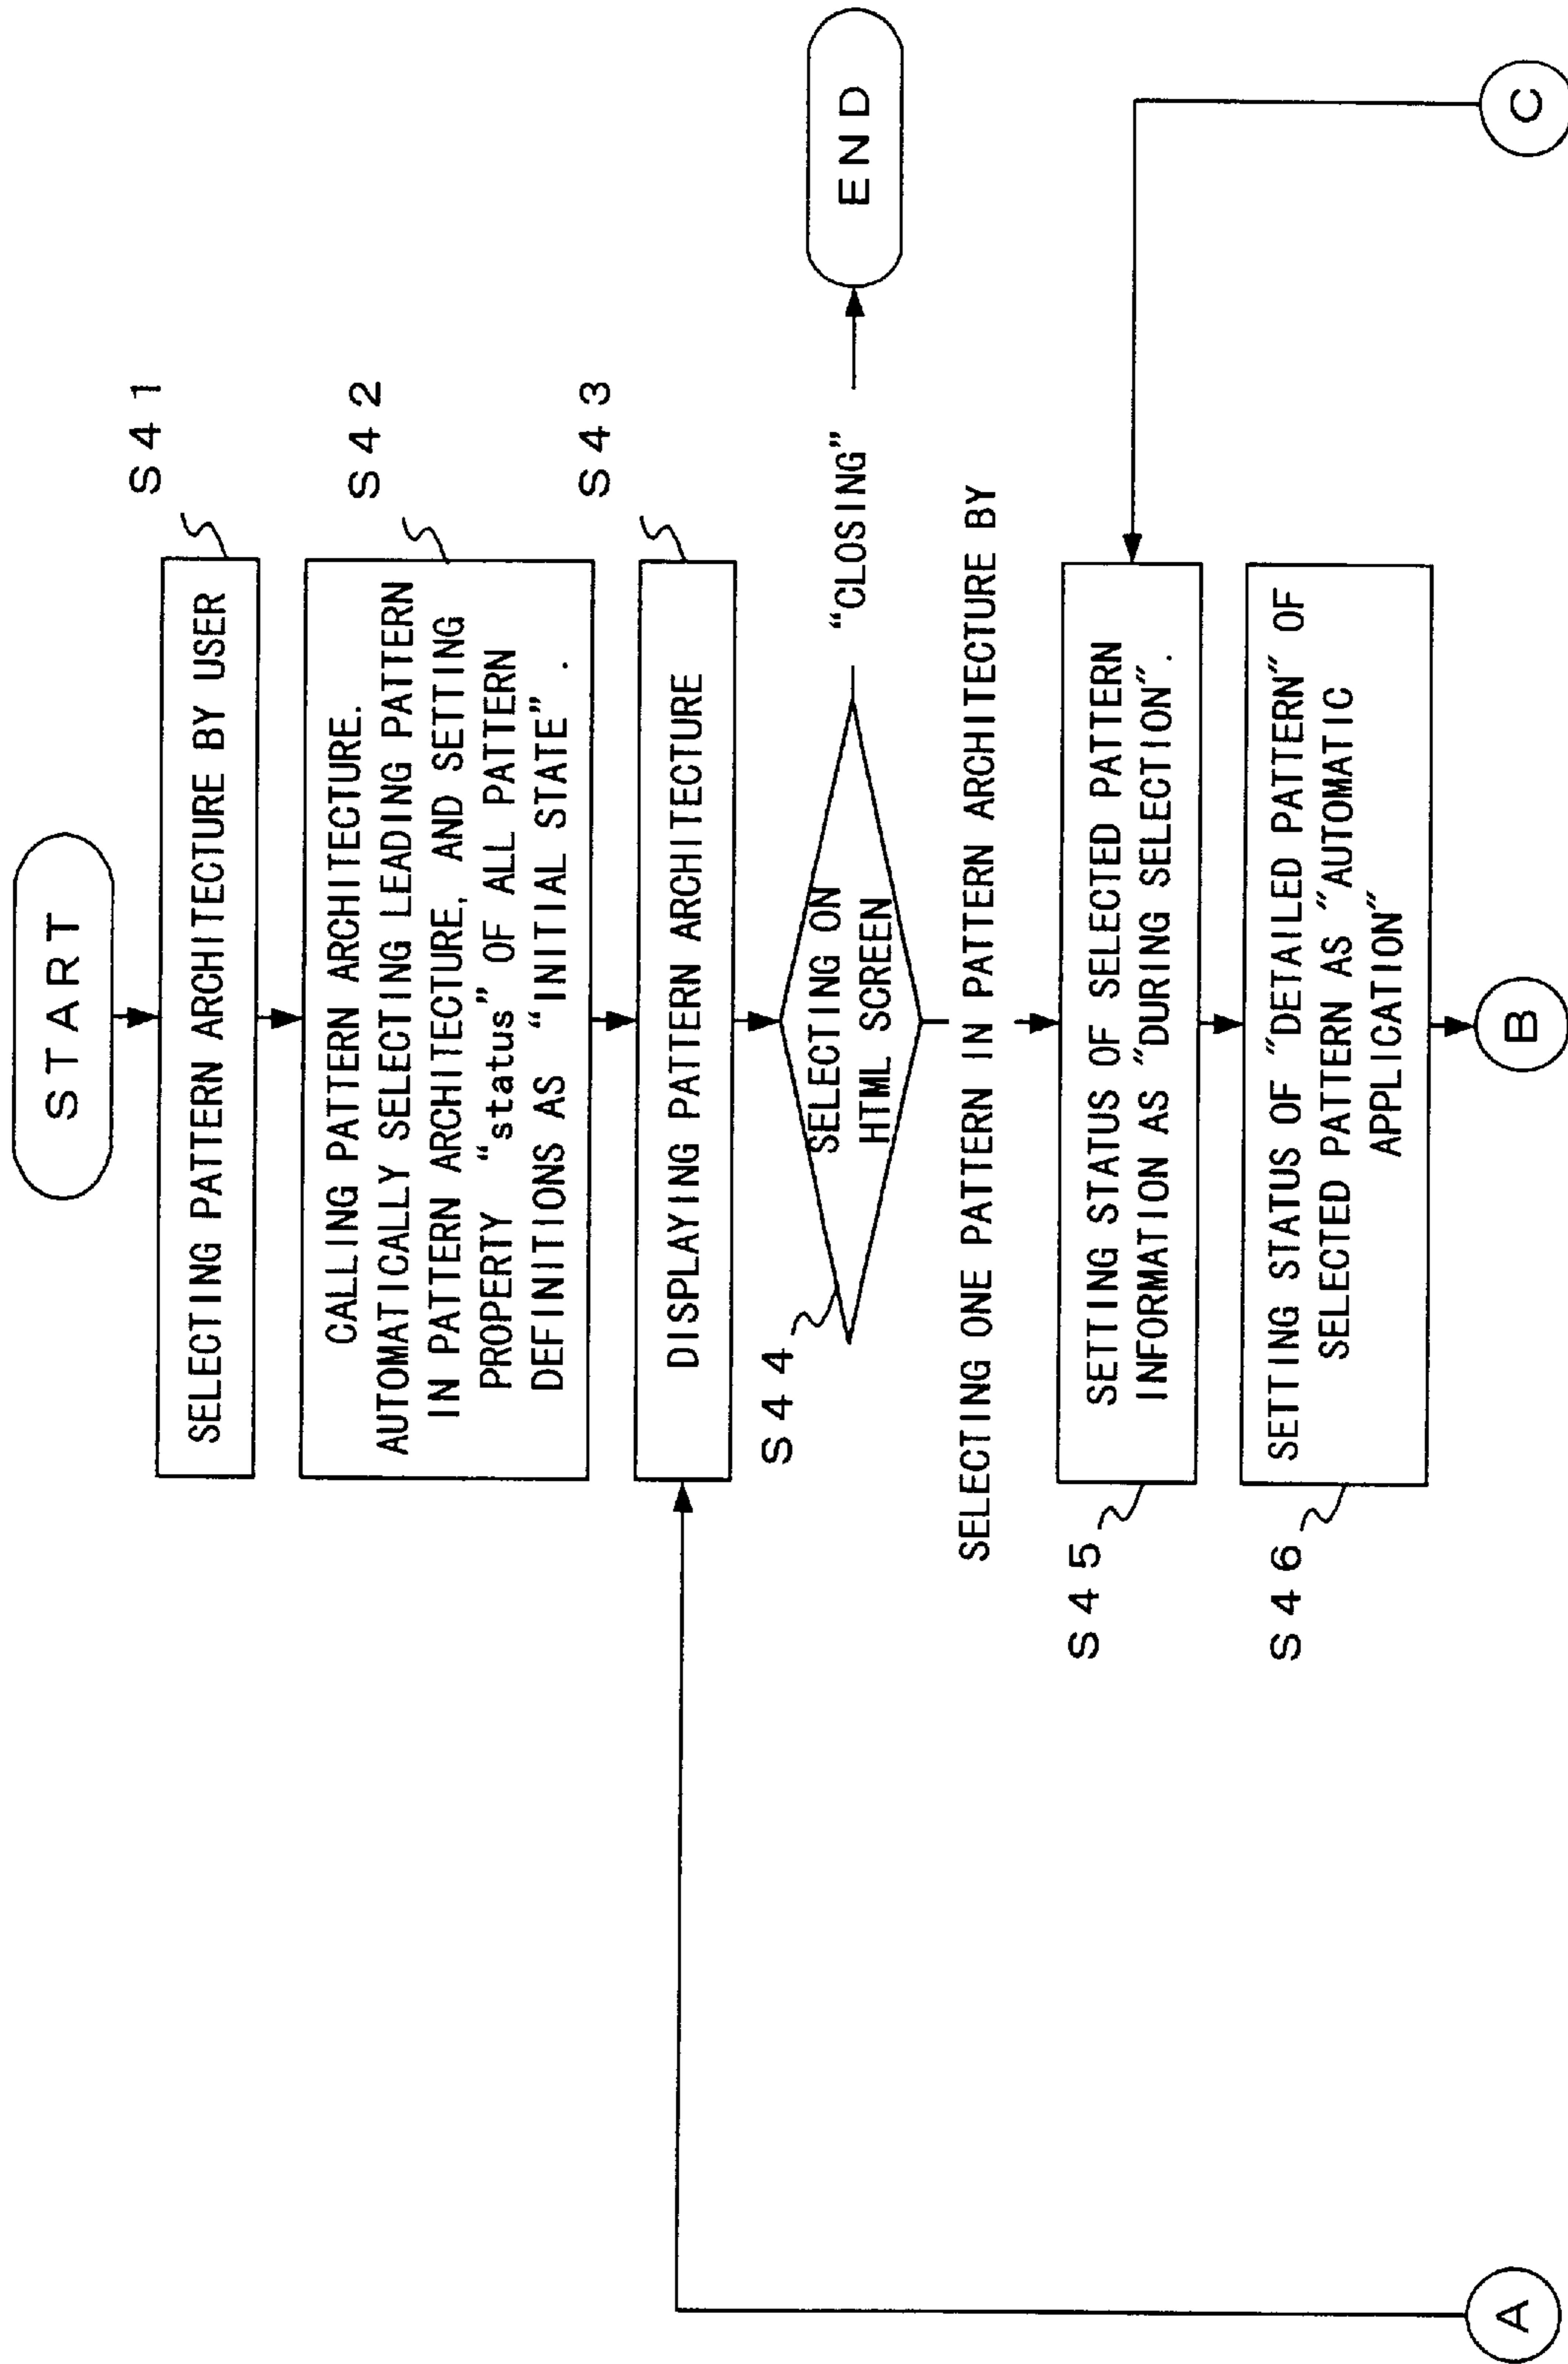 START
S41
SELECTING PATTERN ARCHITECTURE BY USER
S42
CALLING PATTERN ARCHITECTURE.
AUTOMATICALLY SELECTING LEADING PATTERN
IN PATTERN ARCHITECTURE, AND SETTING
PROPERTY “status” OF ALL PATTERN
DEFINITIONS AS “INITIAL STATE”.
S43
DISPLAYING PATTERN ARCHITECTURE
S44
SELECTING ON
HTML SCREEN
“CLOSING”
END
SELECTING ONE PATTERN IN PATTERN ARCHITECTURE BY
S45
SETTING STATUS OF SELECTED PATTERN
INFORMATION AS “DURING SELECTION”.
S46
SETTING STATUS OF “DETAILED PATTERN” OF
SELECTED PATTERN AS “AUTOMATIC
APPLICATION”
A
B
C